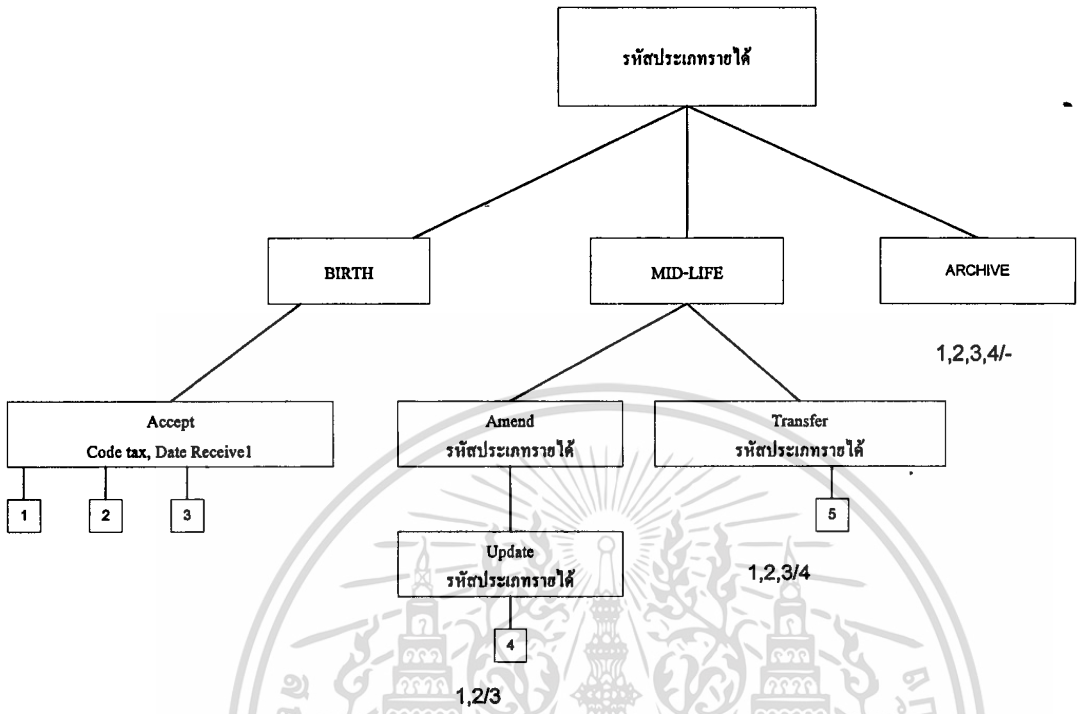 รหัสประเภทรายได้
BIRTH
MID-LIFE
ARCHIVE
1,2,3,4/-
Accept
Code tax, Date Receive1
Amend
รหัสประเภทรายได้
Transfer
รหัสประเภทรายได้
1
2
3
5
Update
รหัสประเภทรายได้
1,2,3/4
4
1,2/3